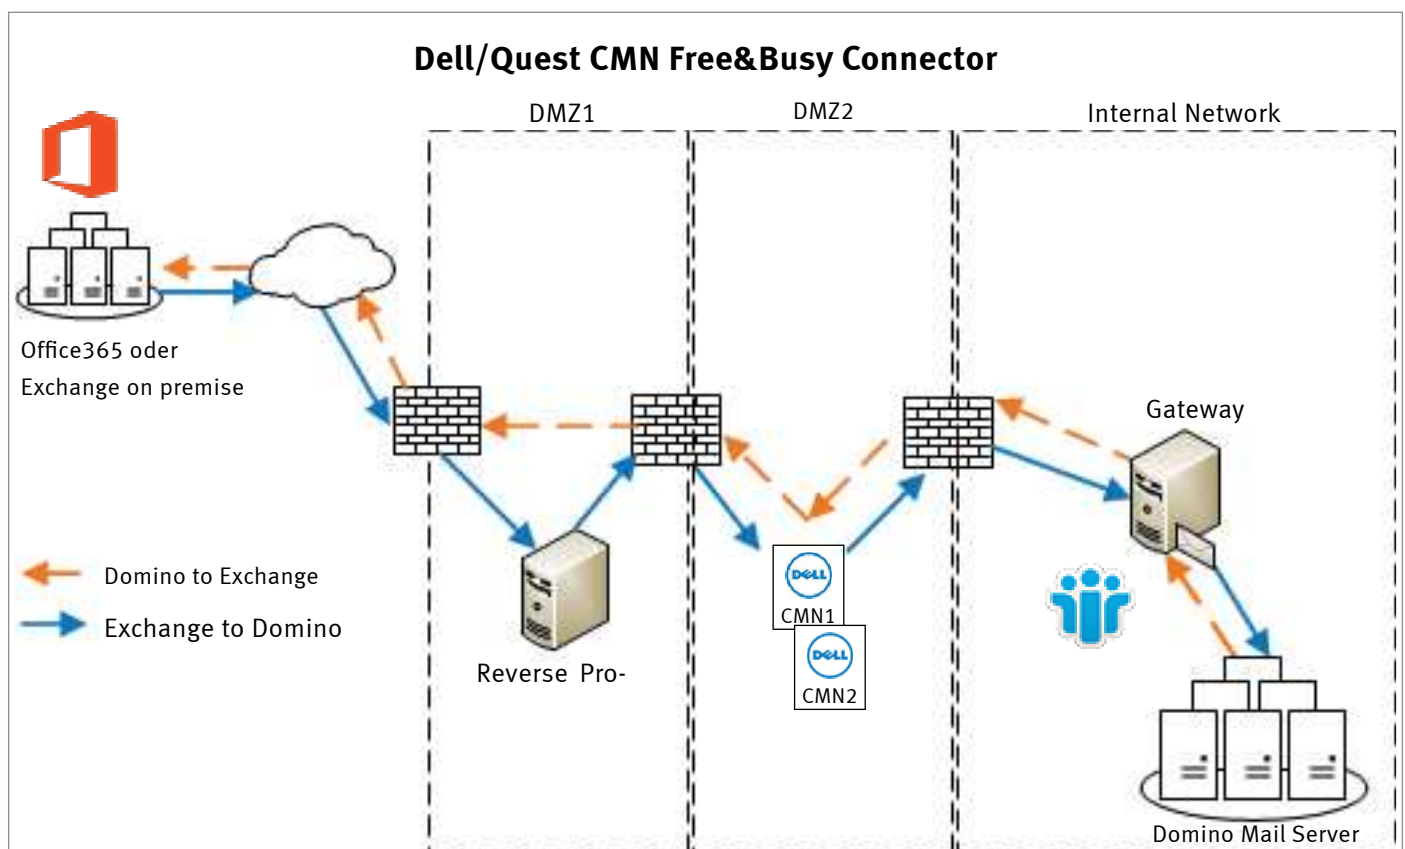 Dell/Quest CMN Free&Busy Connector
DMZ1
DMZ2
Internal Network
Office365 oder
Exchange on premise
Gateway
Domino to Exchange
Exchange to Domino
Reverse Pro-
DELL
CMN1
DELL
CMN2
Domino Mail Server